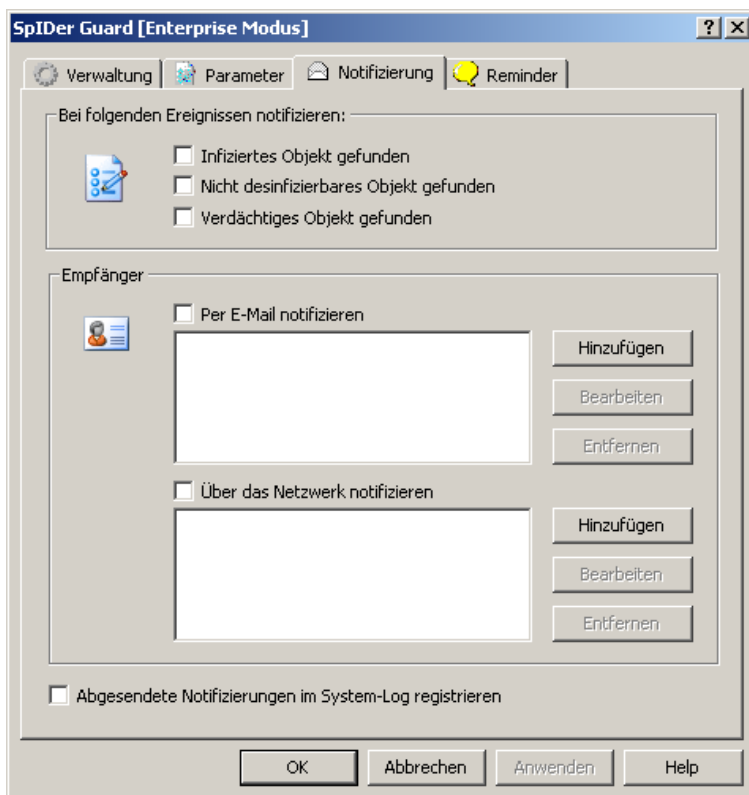 SpIDer Guard [Enterprise Modus]
Verwaltung Parameter Notifizierung Reminder
Bei folgenden Ereignissen notifizieren:
Infiziertes Objekt gefunden
Nicht desinfizierbares Objekt gefunden
Verdächtiges Objekt gefunden
Empfänger
Per E-Mail notifizieren
Hinzufügen
Bearbeiten
Entfernen
Über das Netzwerk notifizieren
Hinzufügen
Bearbeiten
Entfernen
Abgesendete Notifizierungen im System-Log registrieren
OK Abbrechen Anwenden Help